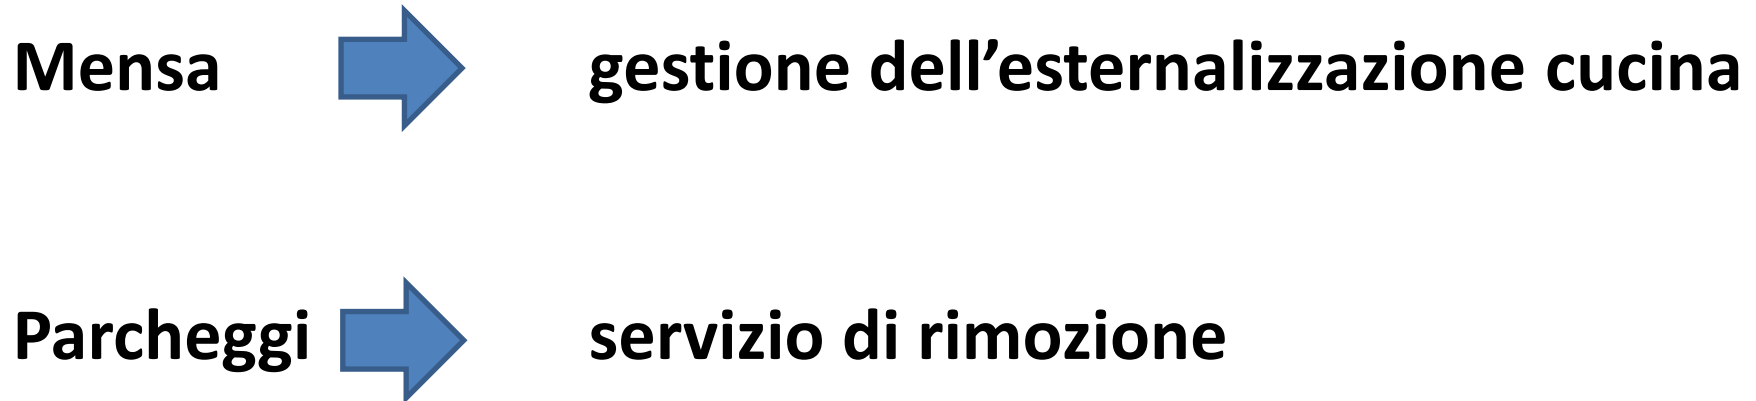 Mensa gestione dell’esternalizzazione cucina
Parcheggi servizio di rimozione